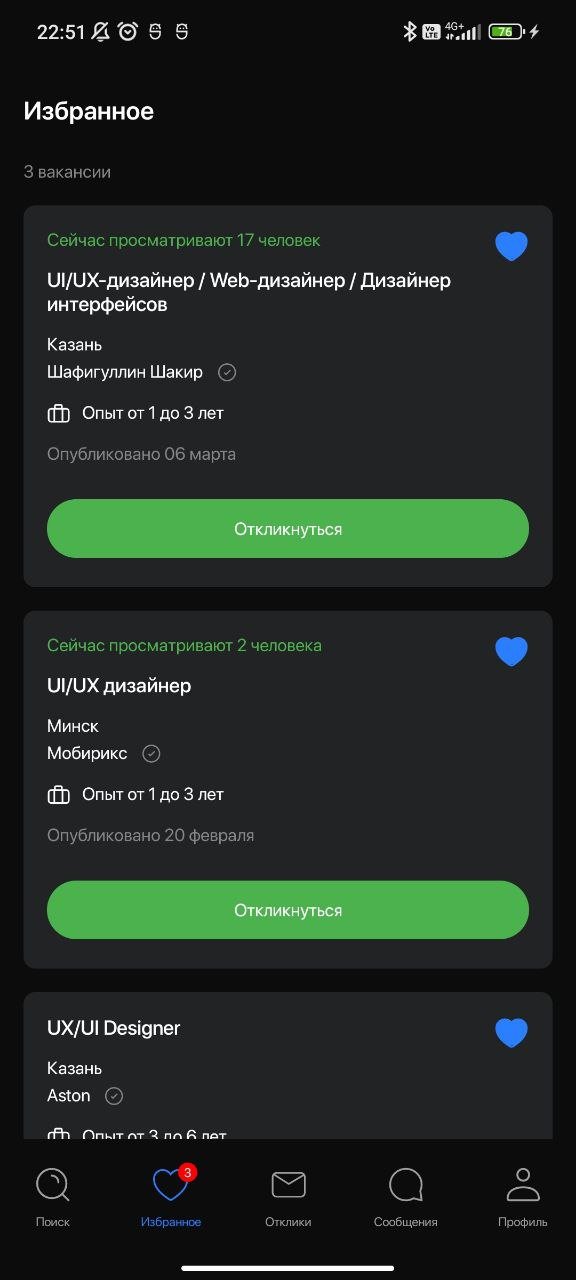 22:51
Vo LTE 4G+ 76
Избранное
3 вакансии
Сейчас просматривают 17 человек
UI/UX-дизайнер / Web-дизайнер / Дизайнер
интерфейсов
Казань
Шафигуллин Шакир
Опыт от 1 до 3 лет
Опубликовано 06 марта
Откликнуться
Сейчас просматривают 2 человека
UI/UX дизайнер
Минск
Мобирикс
Опыт от 1 до 3 лет
Опубликовано 20 февраля
Откликнуться
UX/UI Designer
Казань
Aston
Опыт от 3 до 6 лет
3
Поиск
Избранное
Отклики
Сообщения
Профиль